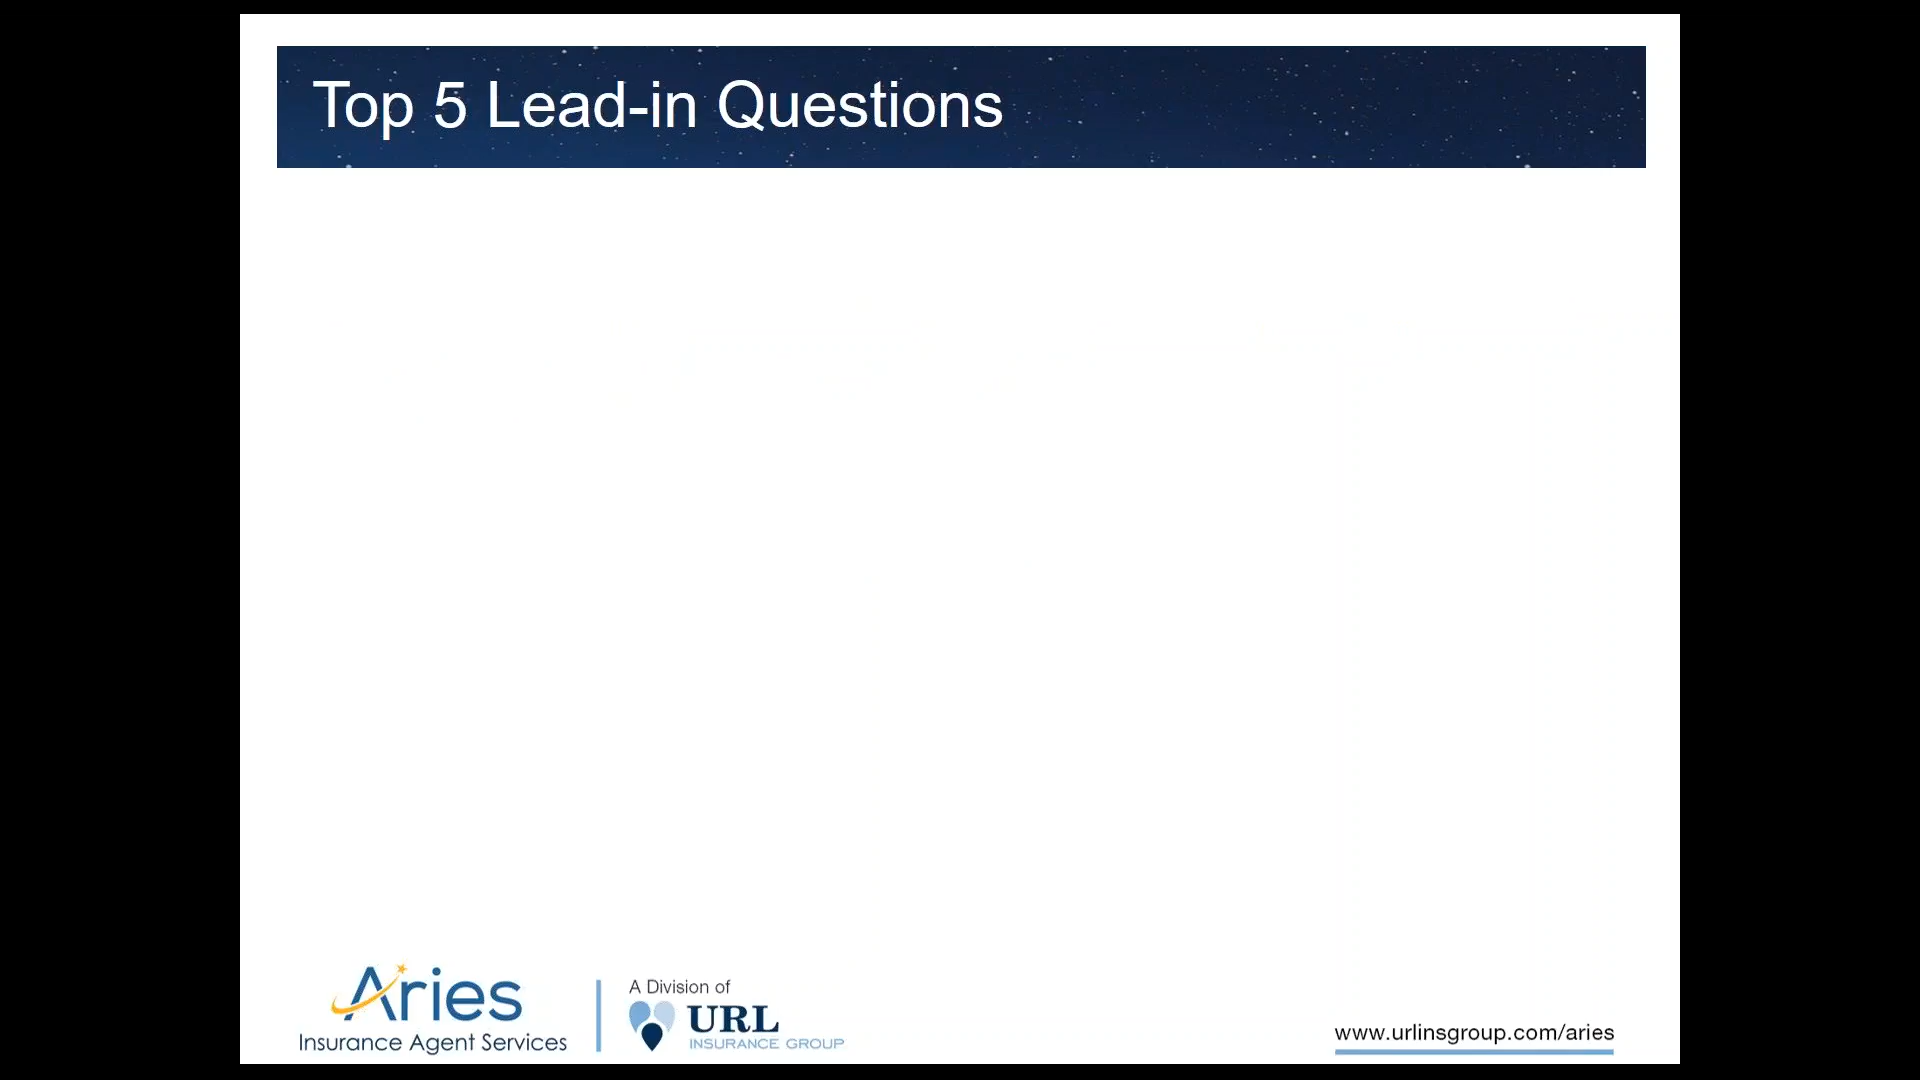 Top 5 Lead-in Questions
Aries
Insurance Agent Services
A Division of
URL
INSURANCE GROUP
www.urlinsgroup.com/aries